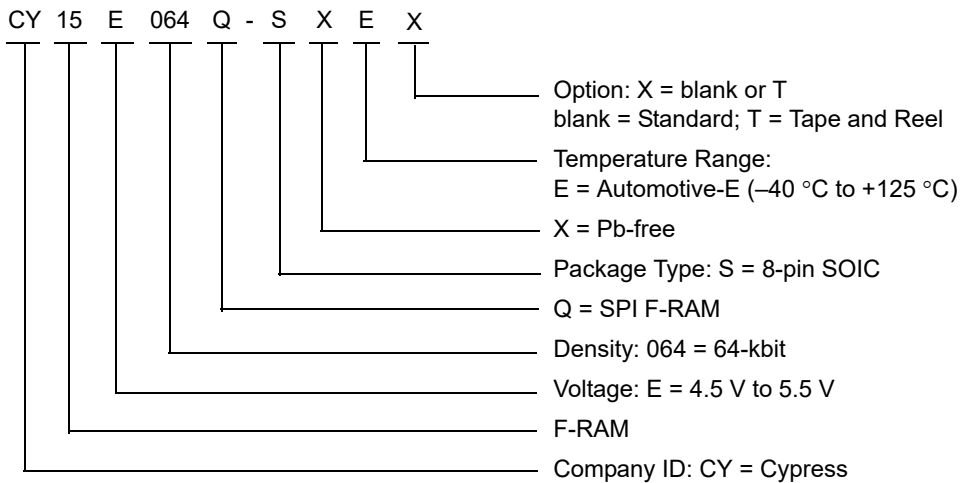 CY 15 E 064 Q - S X E X
Option: X = blank or T
blank = Standard; T = Tape and Reel
Temperature Range:
E = Automotive-E (–40 °C to +125 °C)
X = Pb-free
Package Type: S = 8-pin SOIC
Q = SPI F-RAM
Density: 064 = 64-kbit
Voltage: E = 4.5 V to 5.5 V
F-RAM
Company ID: CY = Cypress